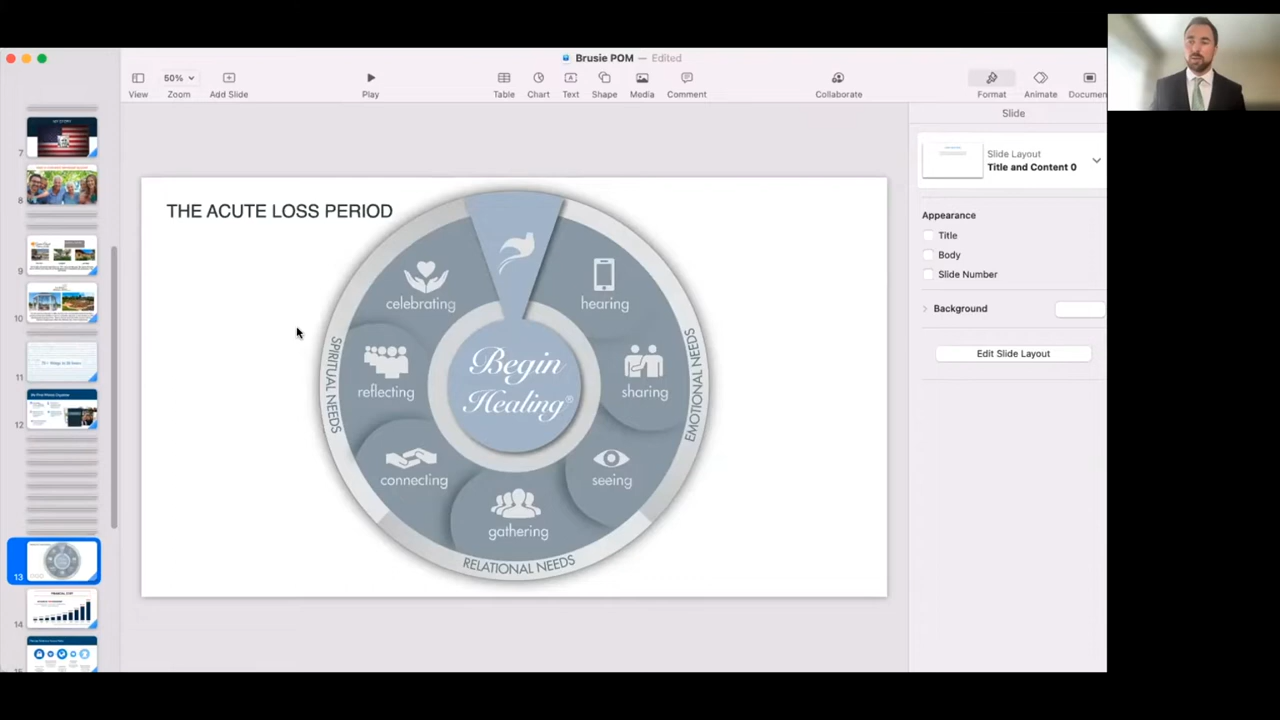 Brusie POM — Edited
50%
View
Zoom
Add Slide
Play
Table
Chart
Text
Shape
Media
Comment
Collaborate
Format
Animate
Documen
Slide
Slide Layout
Title and Content 0
Appearance
Title
Body
Slide Number
Background
Edit Slide Layout
7
8
9
10
11
12
13
14
THE ACUTE LOSS PERIOD
celebrating
hearing
reflecting
sharing
connecting
seeing
gathering
Begin
Healing®
SPIRITUAL NEEDS
EMOTIONAL NEEDS
RELATIONAL NEEDS